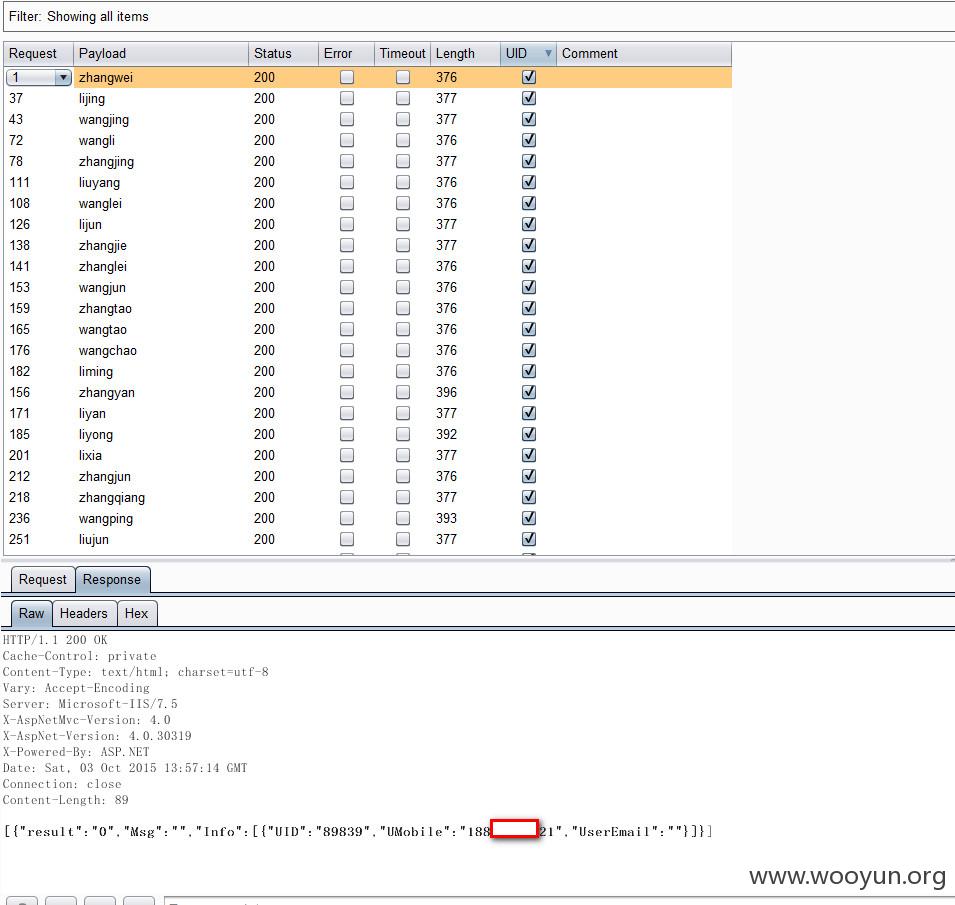 Filter: Showing all items
Request Payload Status Error Timeout Length UID Comment
1 zhangwei 200 376
37 lijing 200 377
43 wangjing 200 377
72 wangli 200 376
78 zhangjing 200 377
111 liuyang 200 376
108 wanglei 200 376
126 lijun 200 377
138 zhangjie 200 377
141 zhanglei 200 376
153 wangjun 200 376
159 zhangtao 200 376
165 wangtao 200 376
176 wangchao 200 376
182 liming 200 376
156 zhangyan 200 396
171 liyan 200 377
185 liyong 200 392
201 lixia 200 377
212 zhangjun 200 376
218 zhangqiang 200 377
236 wangping 200 393
251 liujun 200 377
Request Response
Raw Headers Hex
HTTP/1.1 200 OK
Cache-Control: private
Content-Type: text/html; charset=utf-8
Vary: Accept-Encoding
Server: Microsoft-IIS/7.5
X-AspNetMvc-Version: 4.0
X-AspNet-Version: 4.0.30319
X-Powered-By: ASP.NET
Date: Sat, 03 Oct 2015 13:57:14 GMT
Connection: close
Content-Length: 89
[{"result":"0","Msg":"","Info":[{"UID":"89839","UMobile":"188 21","UserEmail":""}]}]
www.wooyun.org